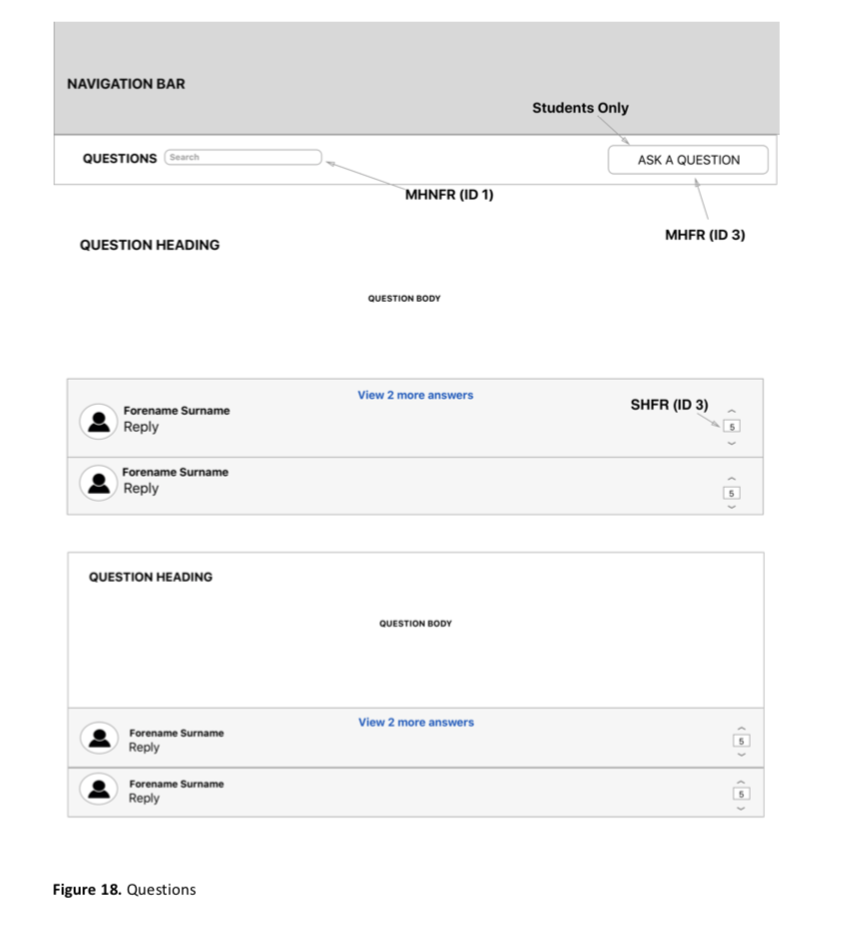 NAVIGATION BAR
Students Only
QUESTIONS Search
ASK A QUESTION
MHNFR (ID 1)
MHFR (ID 3)
QUESTION HEADING
QUESTION BODY
View 2 more answers
SHFR (ID 3)
Forename Surname
Reply
5
Forename Surname
Reply
5
QUESTION HEADING
QUESTION BODY
View 2 more answers
Forename Surname
Reply
5
Forename Surname
Reply
5
Figure 18. Questions